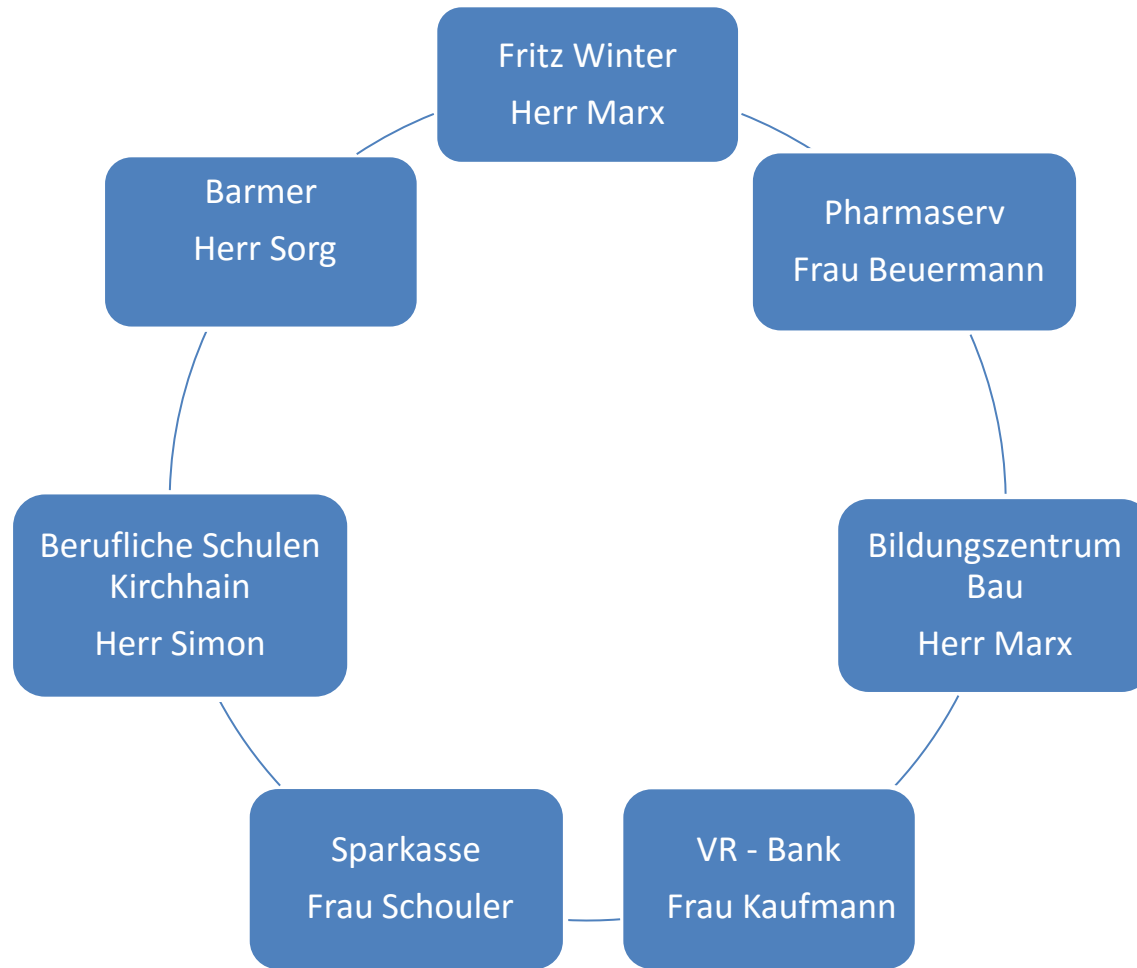 Fritz Winter
Herr Marx
Pharmaserv
Frau Beuermann
Bildungszentrum
Bau
Herr Marx
VR - Bank
Frau Kaufmann
Sparkasse
Frau Schouler
Berufliche Schulen
Kirchhain
Herr Simon
Barmer
Herr Sorg